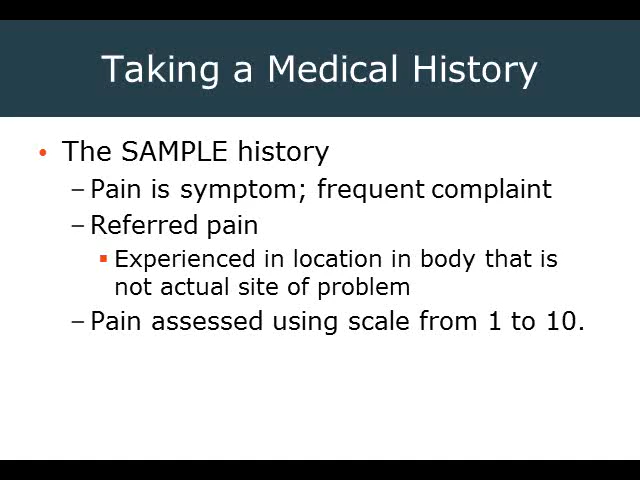 Taking a Medical History
• The SAMPLE history
– Pain is symptom; frequent complaint
– Referred pain
▪ Experienced in location in body that is
not actual site of problem
– Pain assessed using scale from 1 to 10.